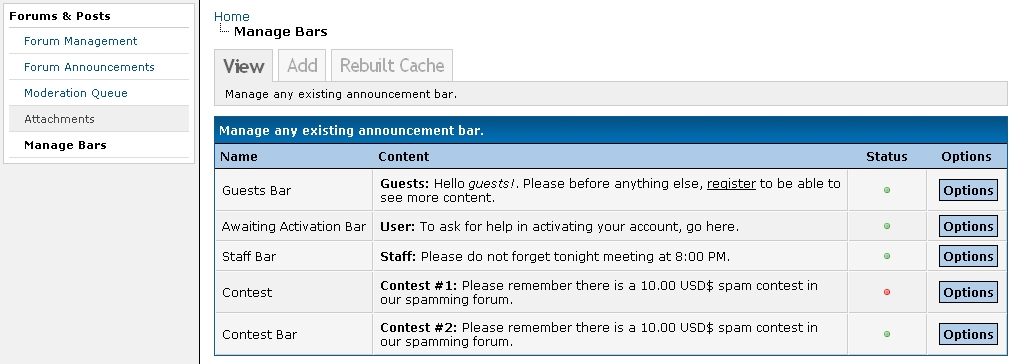 Forums & Posts
Forum Management
Forum Announcements
Moderation Queue
Attachments
Manage Bars
Home
Manage Bars
View Add Rebuilt Cache
Manage any existing announcement bar.
Manage any existing announcement bar.
Name Content Status Options
Guests Bar Guests: Hello guests!. Please before anything else, register to be able to Options
see more content.
Awaiting Activation Bar User: To ask for help in activating your account, go here. Options
Staff Bar Staff: Please do not forget tonight meeting at 8:00 PM. Options
Contest Contest #1: Please remember there is a 10.00 USD$ spam contest in Options
our spamming forum.
Contest Bar Contest #2: Please remember there is a 10.00 USD$ spam contest in Options
our spamming forum.